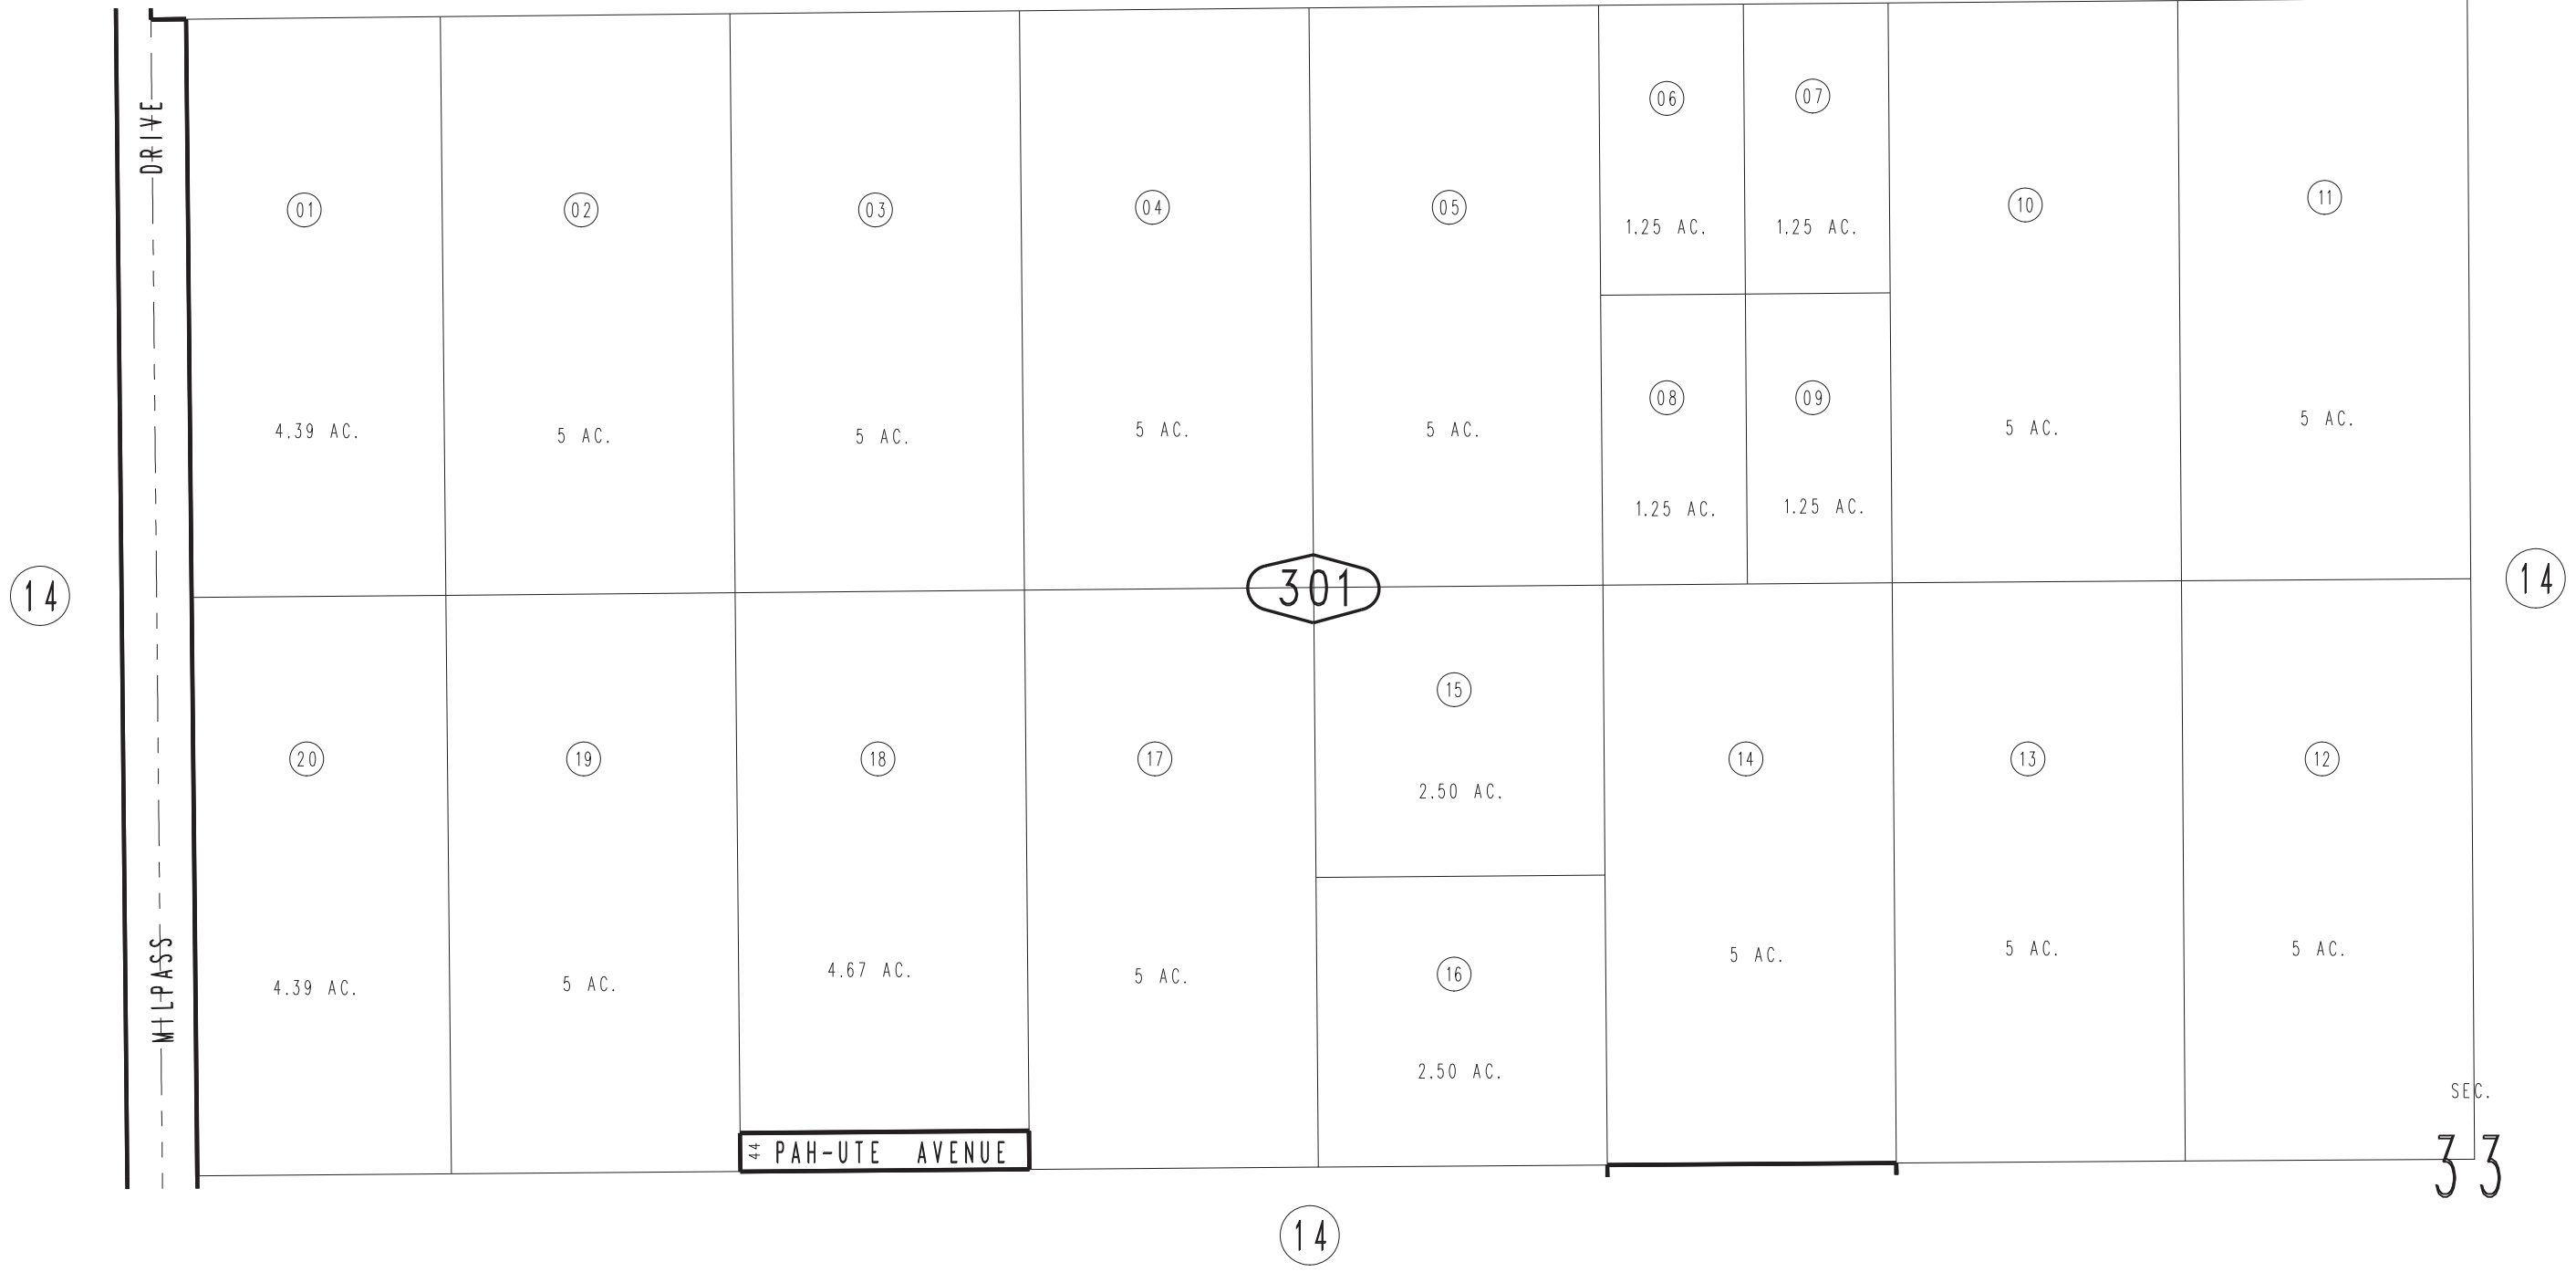 DRIVE
06
07
01
02
03
04
05
10
11
1.25 AC.
1.25 AC.
08
09
4.39 AC.
5 AC.
5 AC.
5 AC.
5 AC.
5 AC.
5 AC.
1.25 AC.
1.25 AC.
14
301
14
15
20
19
18
17
14
13
12
2.50 AC.
MILPASS
4.39 AC.
5 AC.
4.67 AC.
5 AC.
16
5 AC.
5 AC.
5 AC.
2.50 AC.
SEC.
33
44
PAH-UTE AVENUE
14